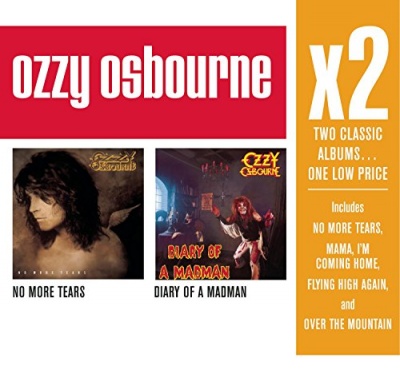 ozzy osbourne
x2
TWO CLASSIC
ALBUMS...
ONE LOW PRICE
Includes
NO MORE TEARS,
MAMA, I'M
COMING HOME,
FLYING HIGH AGAIN,
and
OVER THE MOUNTAIN
OZZY
OSBOURNE
NO MORE TEARS
OZZY
OSBOURNE
DIARY OF
A MADMAN
NO MORE TEARS
DIARY OF A MADMAN